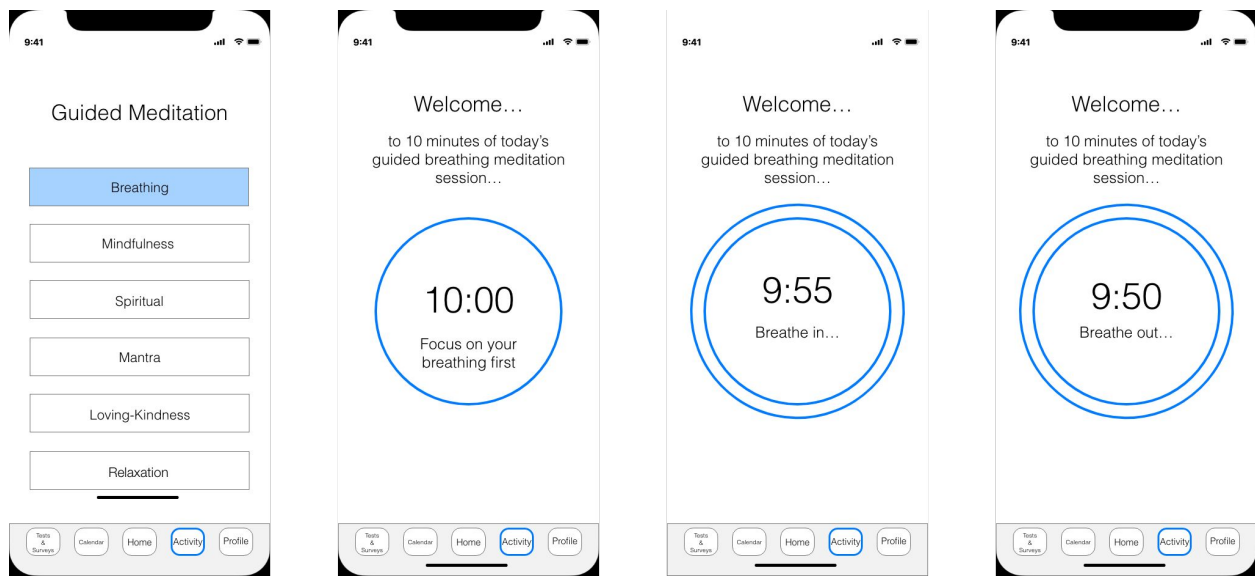 9:41
Guided Meditation
Breathing
Mindfulness
Spiritual
Mantra
Loving-Kindness
Relaxation
Tests
&
Surveys
Calendar
Home
Activity
Profile
9:41
Welcome…
to 10 minutes of today's
guided breathing meditation
session…
10:00
Focus on your
breathing first
Tests
&
Surveys
Calendar
Home
Activity
Profile
9:41
Welcome…
to 10 minutes of today's
guided breathing meditation
session…
9:55
Breathe in…
Tests
&
Surveys
Calendar
Home
Activity
Profile
9:41
Welcome…
to 10 minutes of today's
guided breathing meditation
session…
9:50
Breathe out…
Tests
&
Surveys
Calendar
Home
Activity
Profile